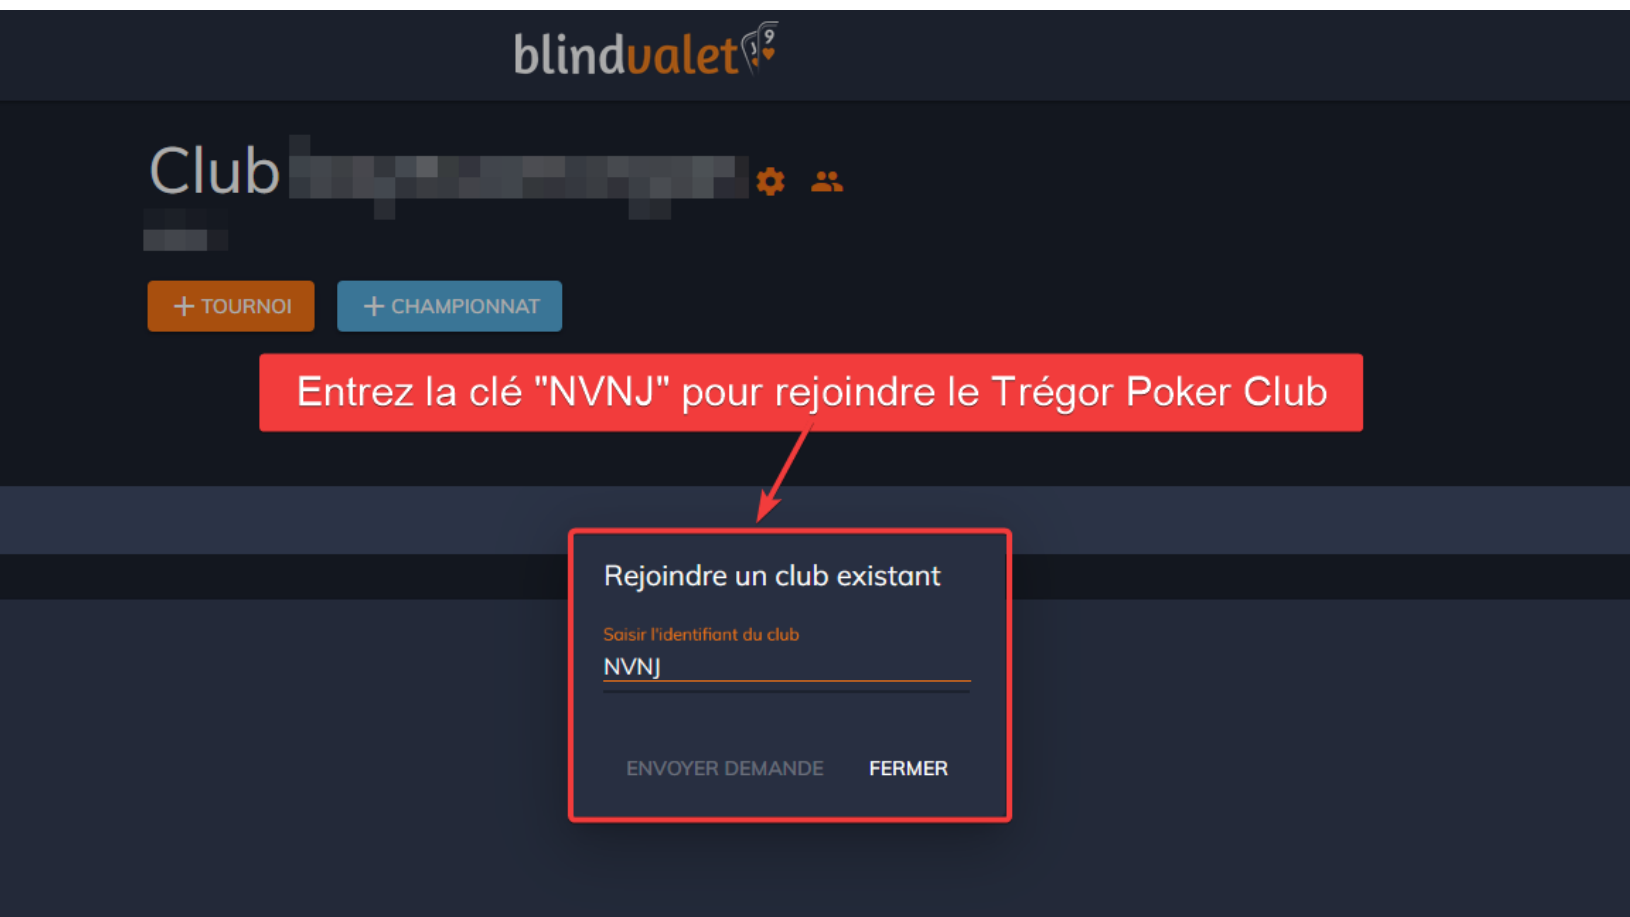 blindvalet J 9
Club
+ TOURNOI
+ CHAMPIONNAT
Entrez la clé "NVNJ" pour rejoindre le Trégor Poker Club
Rejoindre un club existant
Saisir l'identifiant du club
NVNJ
ENVOYER DEMANDE
FERMER